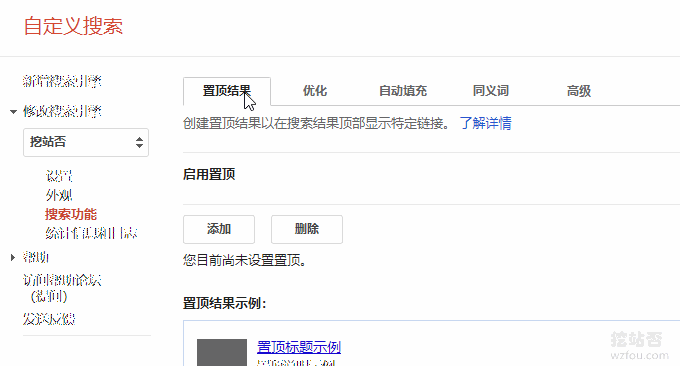 自定义搜索
新增搜索引擎
修改搜索引擎
挖站否
设置
外观
搜索功能
统计信息和日志
帮助
访问帮助论坛
（提问）
发送反馈
置顶结果 优化 自动填充 同义词 高级
创建置顶结果以在搜索结果顶部显示特定链接。 了解详情
启用置顶
添加 删除
您目前尚未设置置顶。
置顶结果示例：
置顶标题示例
挖站否
wzfou.com